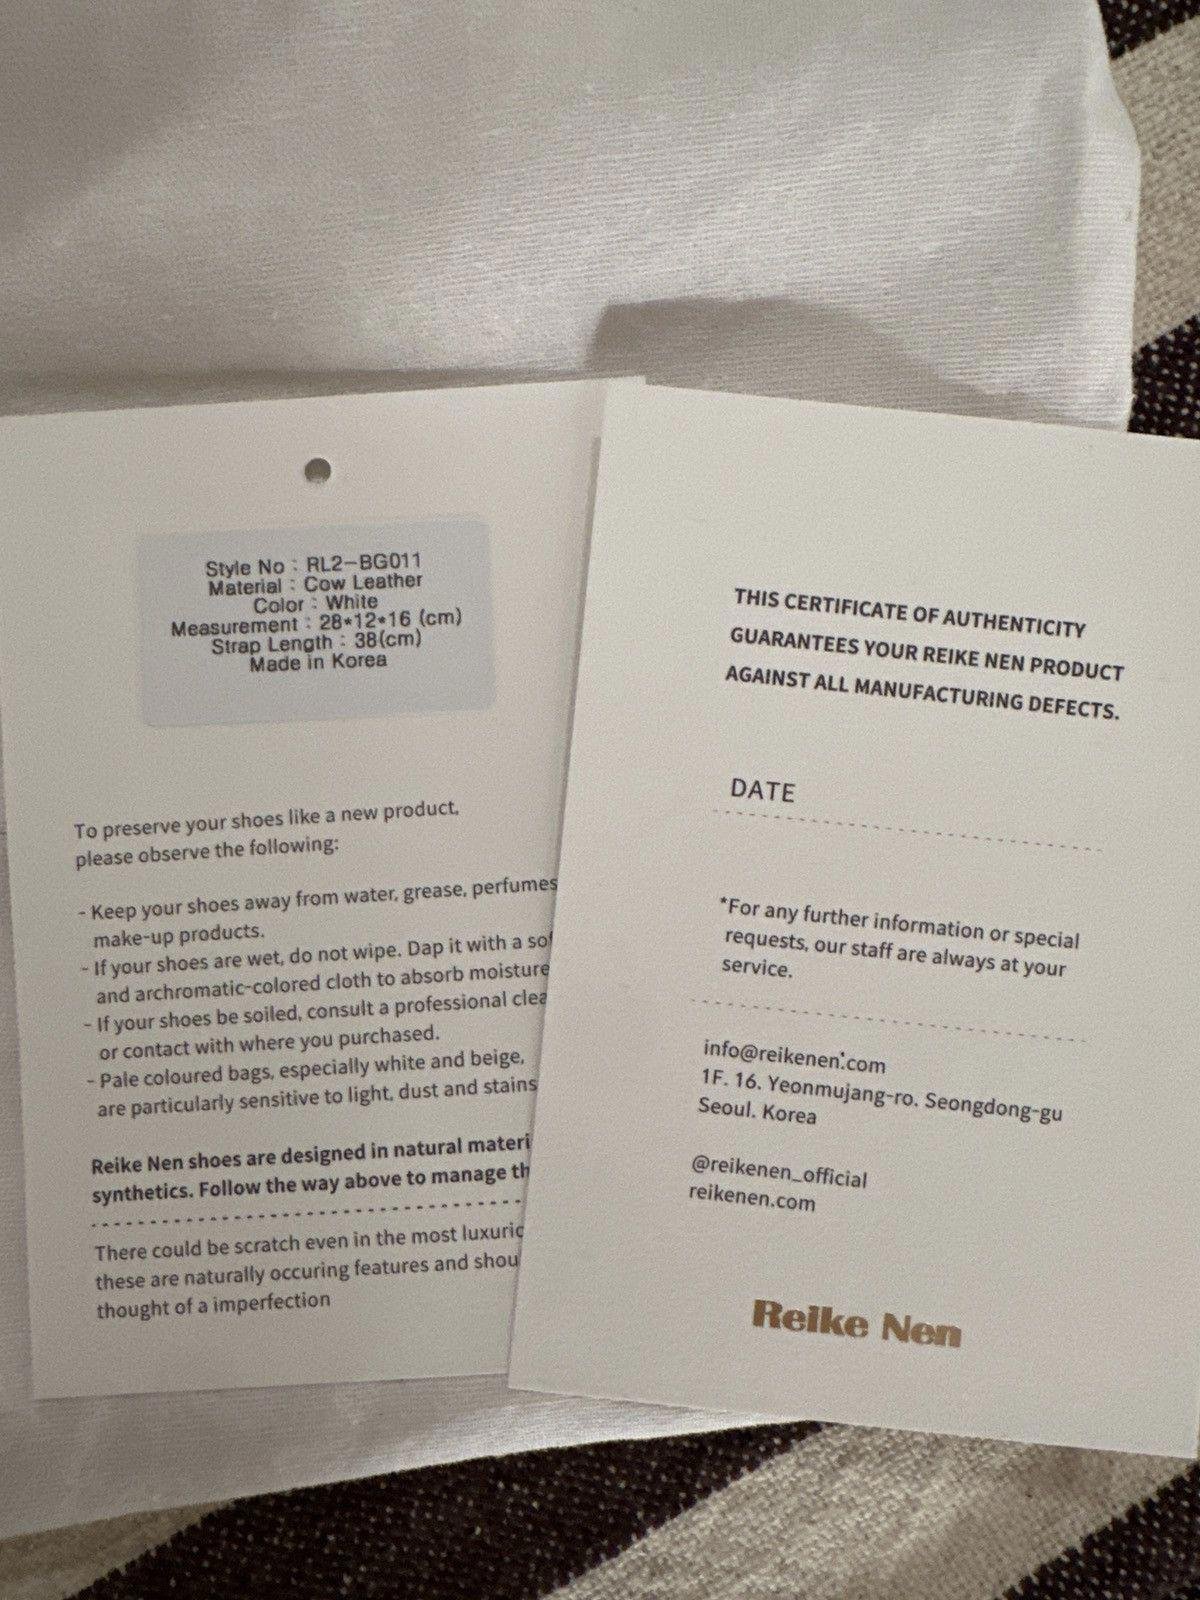 Style No : RL2-BG011
Material : Cow Leather
Color : White
Measurement : 28*12*16 (cm)
Strap Length : 38(cm)
Made in Korea
To preserve your shoes like a new product,
please observe the following:
- Keep your shoes away from water, grease, perfumes
make-up products.
- If your shoes are wet, do not wipe. Dap it with a
and archromatic-colored cloth to absorb moisture
- If your shoes be soiled, consult a professional
or contact with where you purchased.
- Pale coloured bags, especially white and beige,
are particularly sensitive to light, dust and stains
Reike Nen shoes are designed in natural
synthetics. Follow the way above to manage
There could be scratch even in the most
these are naturally occuring features and
thought of a imperfection
THIS CERTIFICATE OF AUTHENTICITY
GUARANTEES YOUR REIKE NEN PRODUCT
AGAINST ALL MANUFACTURING DEFECTS.
DATE
*For any further information or special
requests, our staff are always at your
service.
info@reikenen.com
1F. 16. Yeonmujang-ro. Seongdong-gu
Seoul. Korea
@reikenen_official
reikenen.com
Reike Nen